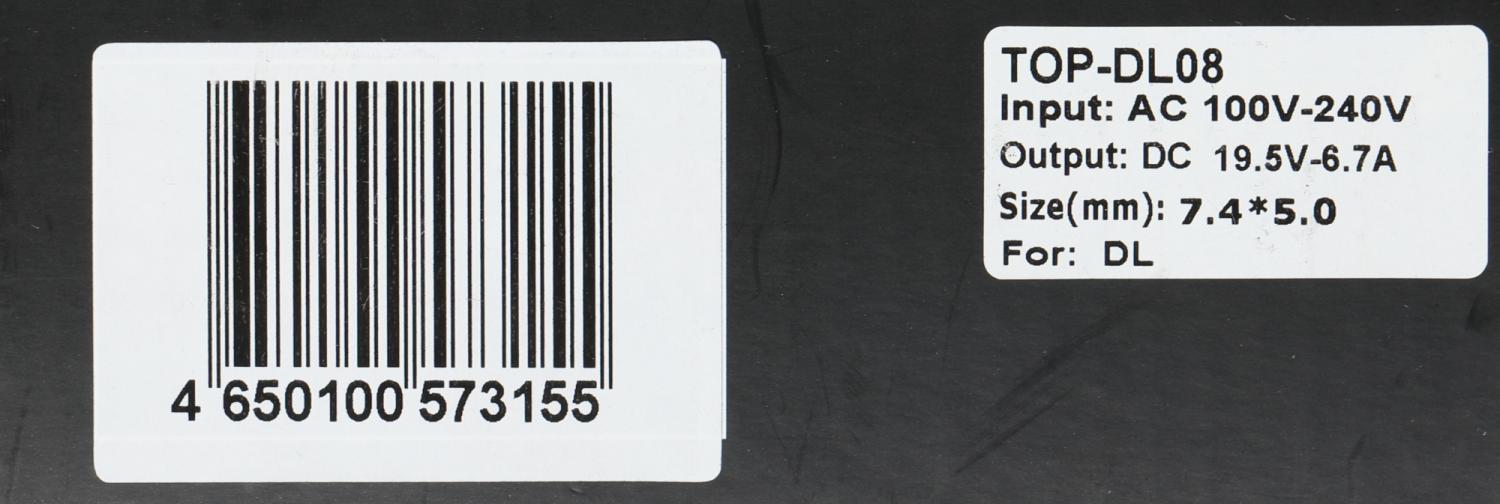 4 650100 573155
TOP-DL08
Input: AC 100V-240V
Output: DC 19.5V-6.7A
Size(mm): 7.4*5.0
For: DL